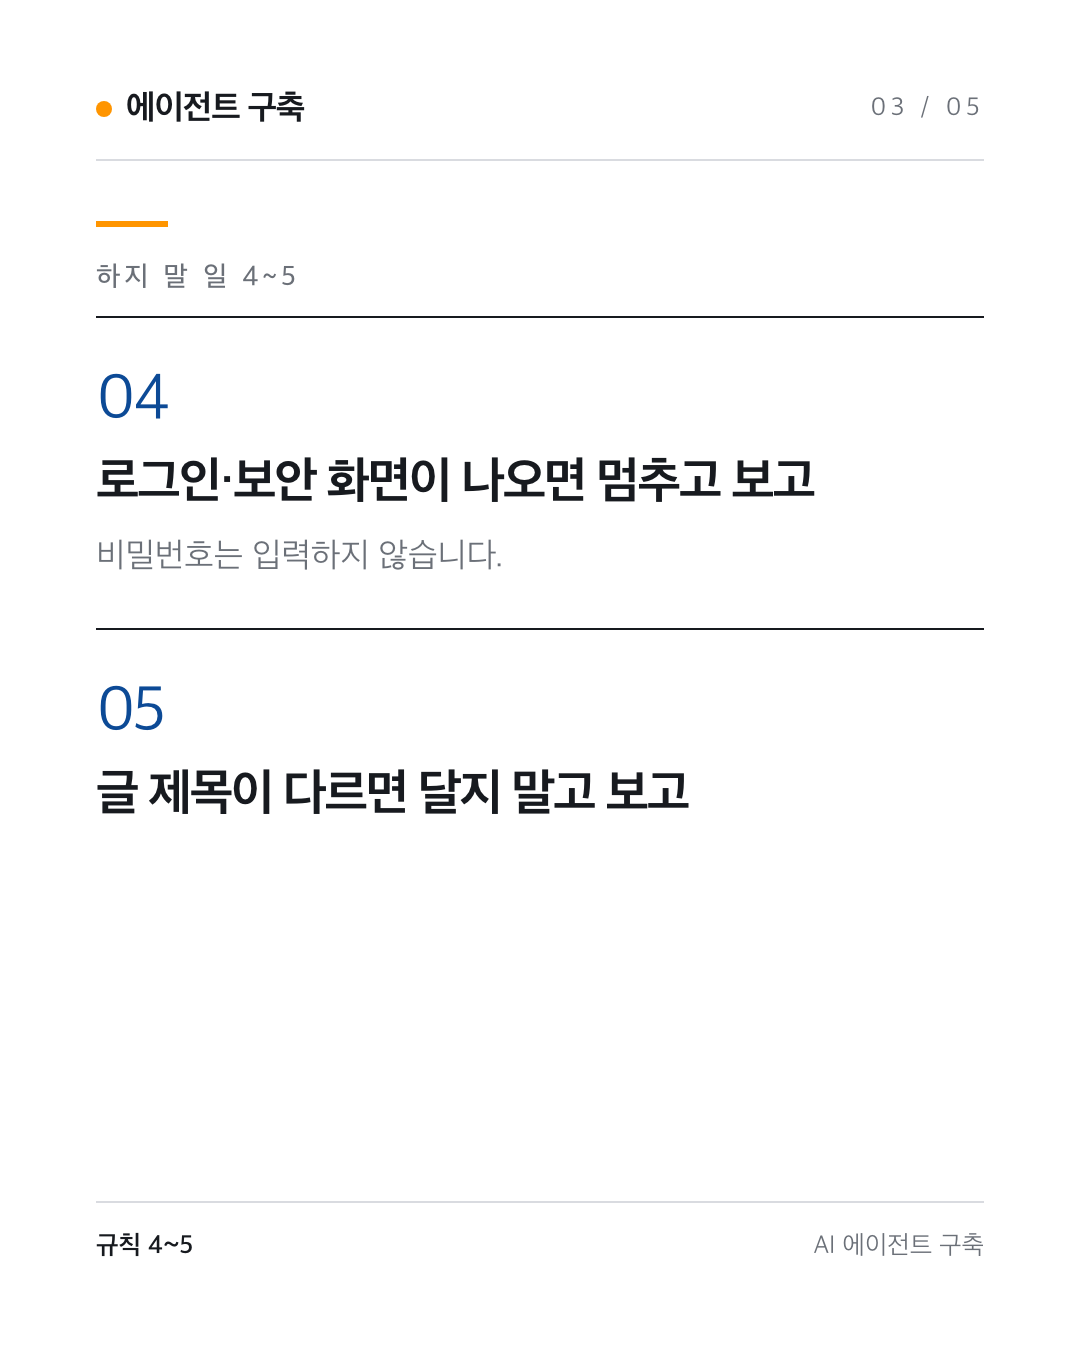 에이전트 구축
03 / 05
하지 말 일 4~5
04
로그인·보안 화면이 나오면 멈추고 보고
비밀번호는 입력하지 않습니다.
05
글 제목이 다르면 달지 말고 보고
규칙 4~5
AI 에이전트 구축